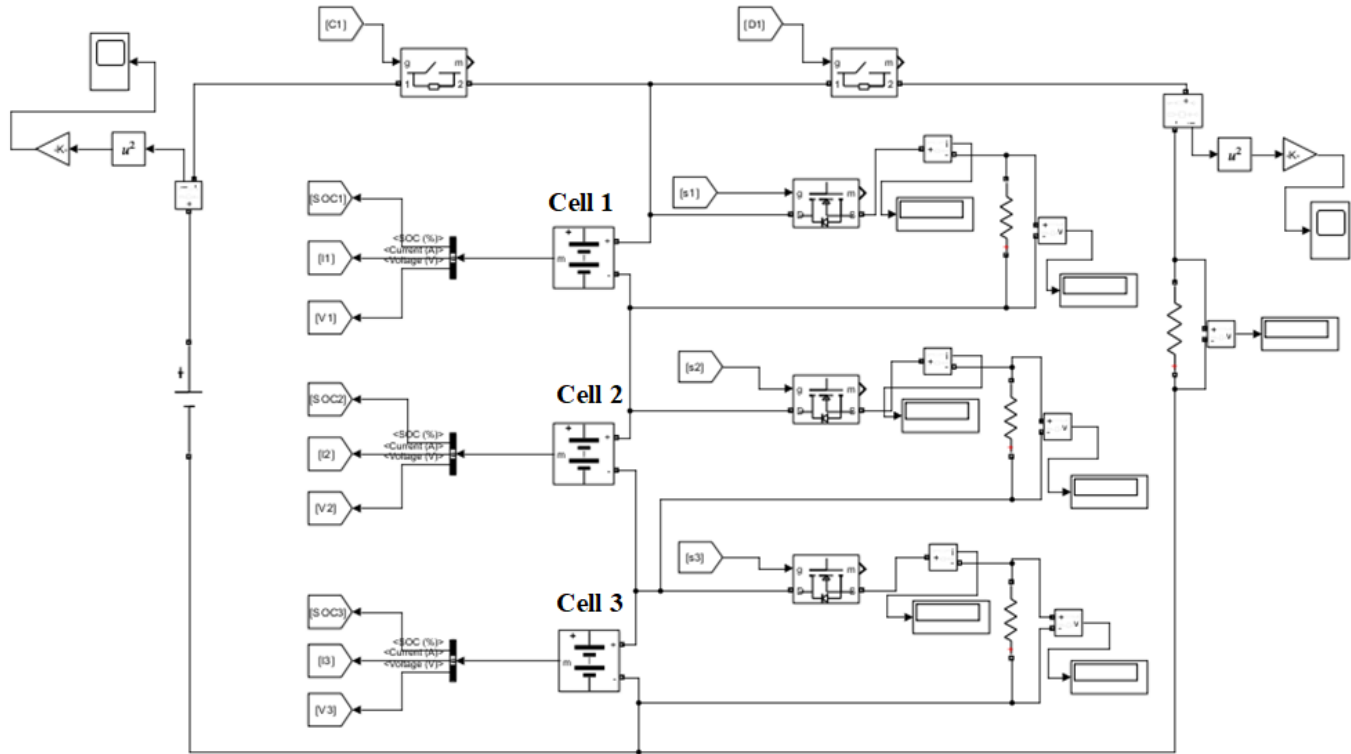 [C1]
[D1]
g
m
1
2
g
m
1
2
-K-
u²
u²
-K-
[SOC1]
[I1]
[V1]
<SOC (%)>
<Current (A)>
<Voltage (V)>
Cell 1
m
+
+
-
[s1]
g
m
D
S
+
i
-
+
-
v
[SOC2]
[I2]
[V2]
<SOC (%)>
<Current (A)>
<Voltage (V)>
Cell 2
m
+
+
-
[s2]
g
m
D
S
+
i
-
+
-
v
+
-
v
[SOC3]
[I3]
[V3]
<SOC (%)>
<Current (A)>
<Voltage (V)>
Cell 3
m
+
+
-
[s3]
g
m
D
S
+
i
-
+
-
v